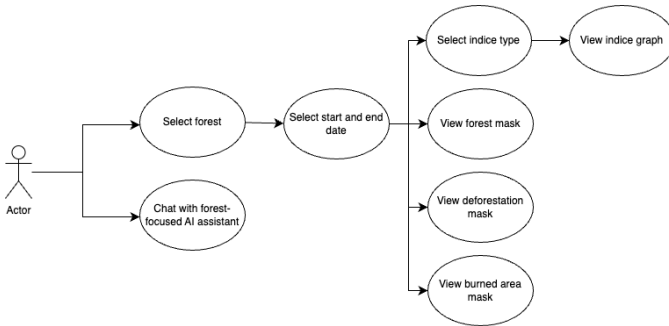 Select indice type
View indice graph
Select forest
Select start and end
date
View forest mask
Actor
Chat with forest-
focused AI assistant
View deforestation
mask
View burned area
mask